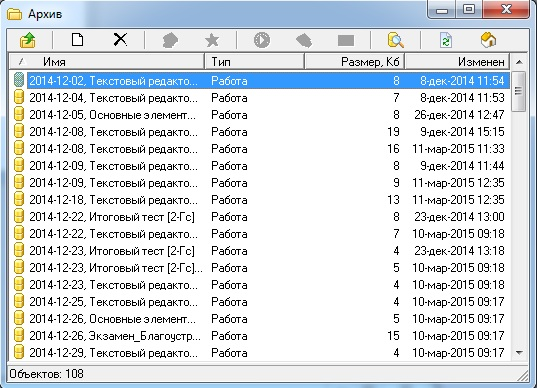 Архив
/ Имя Тип Размер, Кб Изменен
2014-12-02, Текстовый редакто... Работа 8 8-дек-2014 11:54
2014-12-04, Текстовый редакто... Работа 7 8-дек-2014 11:53
2014-12-05, Основные элемент... Работа 8 26-дек-2014 12:47
2014-12-08, Текстовый редакто... Работа 19 9-дек-2014 15:15
2014-12-08, Текстовый редакто... Работа 16 11-мар-2015 11:33
2014-12-09, Текстовый редакто... Работа 8 9-дек-2014 11:44
2014-12-09, Текстовый редакто... Работа 9 11-мар-2015 12:35
2014-12-18, Текстовый редакто... Работа 13 11-мар-2015 12:35
2014-12-22, Итоговый тест [2-Гс] Работа 8 23-дек-2014 13:00
2014-12-22, Текстовый редакто... Работа 7 10-мар-2015 09:18
2014-12-23, Итоговый тест [2-Гс] Работа 4 23-дек-2014 13:18
2014-12-23, Итоговый тест [2-Гс]... Работа 5 10-мар-2015 09:18
2014-12-23, Текстовый редакто... Работа 4 10-мар-2015 09:18
2014-12-25, Текстовый редакто... Работа 4 10-мар-2015 09:17
2014-12-26, Основные элемент... Работа 5 10-мар-2015 09:18
2014-12-26, Экзамен_Благоустр... Работа 15 10-мар-2015 09:17
2014-12-29, Текстовый редакто... Работа 4 10-мар-2015 09:17
Объектов: 108